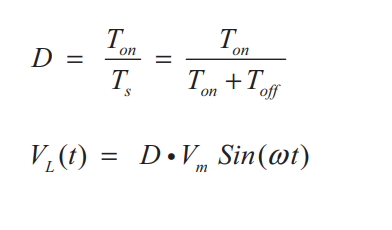 D = T_on / T_s = T_on / (T_on + T_off)
V_L(t) = D • V_m Sin(ωt)